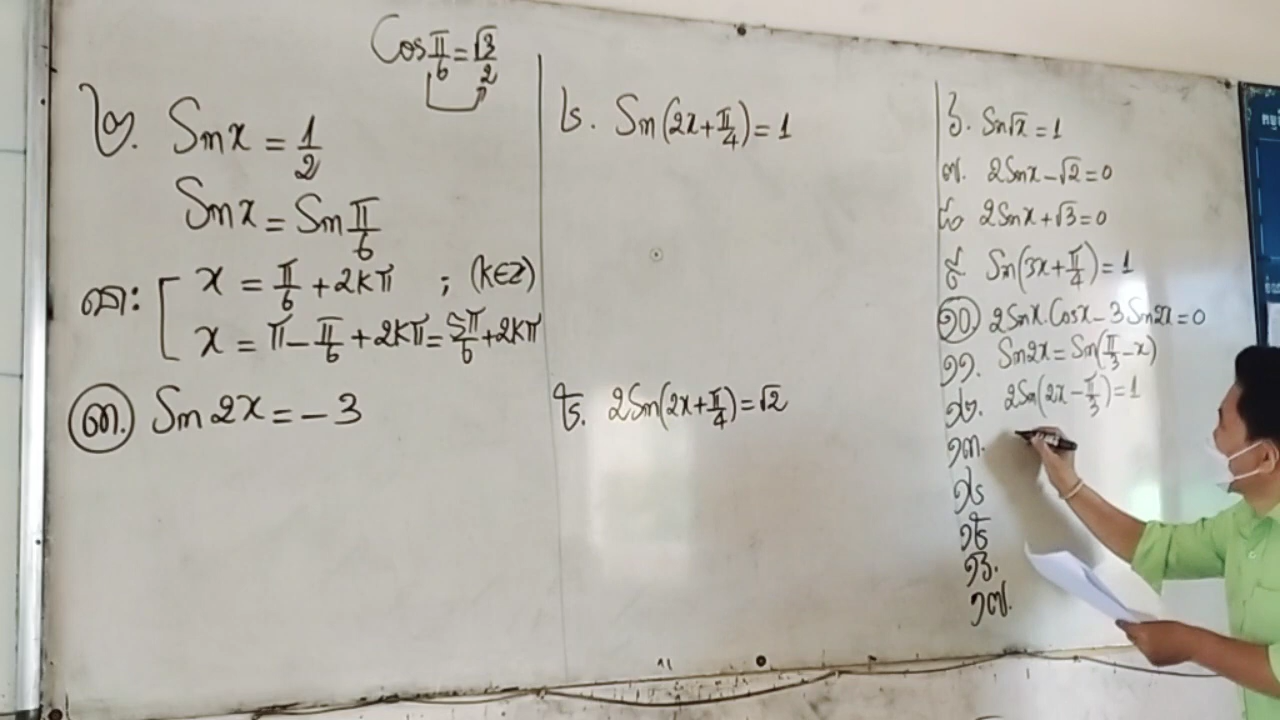 Cos π/6 = √3/2
២. Sin x = 1/2
Sin x = Sin π/6
គេបាន: [ x = π/6 + 2kπ ; (k∈Z)
x = π - π/6 + 2kπ = 5π/6 + 2kπ
៣. Sin 2x = -3
៤. Sin(2x + π/4) = 1
៥. 2Sin(2x + π/4) = √2
៦. Sin√x = 1
៧. 2Sin x - √2 = 0
៨ 2Sin x + √3 = 0
៩ Sin(3x + π/4) = 1
១០) 2Sin x . Cos x - 3Sin 2x = 0
១១. Sin 2x = Sin(π/3 - x)
១២. 2Sin(2x - π/3) = 1
១៣.
១៤
១៥
១៦.
១៧.